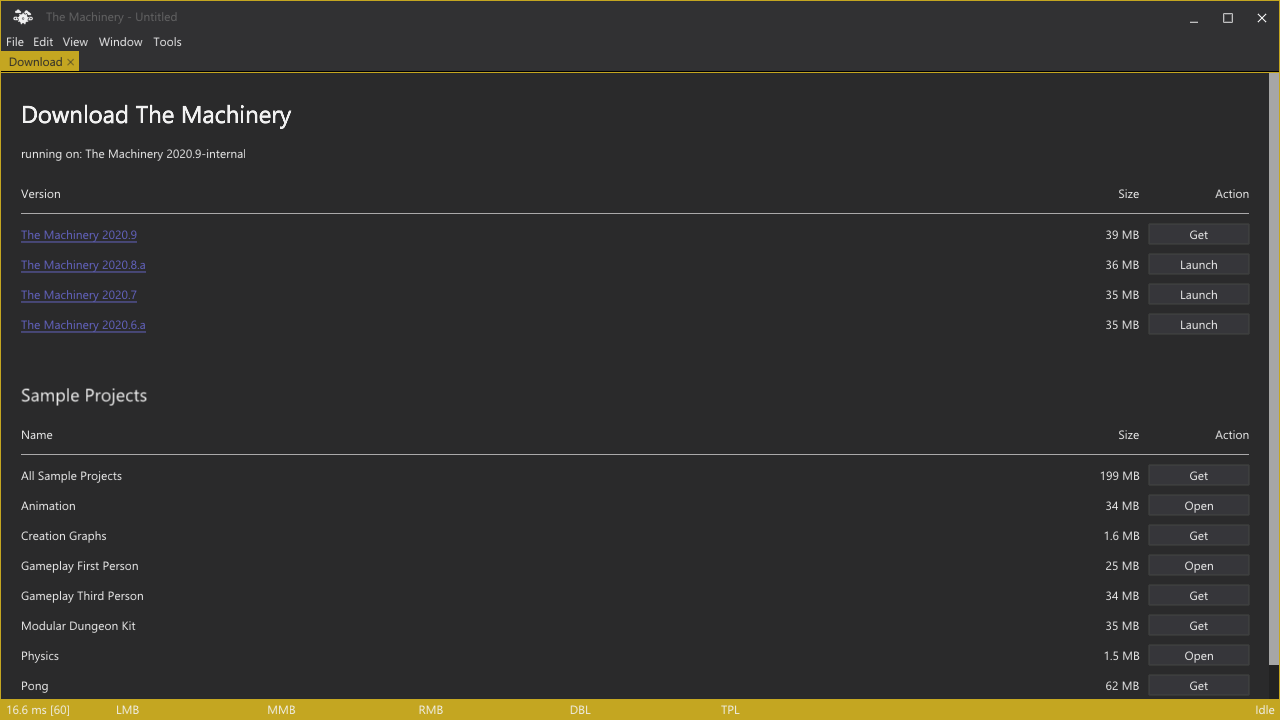 The Machinery - Untitled
File Edit View Window Tools
Download ×
Download The Machinery
running on: The Machinery 2020.9-internal
Version Size Action
The Machinery 2020.9 39 MB Get
The Machinery 2020.8.a 36 MB Launch
The Machinery 2020.7 35 MB Launch
The Machinery 2020.6.a 35 MB Launch
Sample Projects
Name Size Action
All Sample Projects 199 MB Get
Animation 34 MB Open
Creation Graphs 1.6 MB Get
Gameplay First Person 25 MB Open
Gameplay Third Person 34 MB Get
Modular Dungeon Kit 35 MB Get
Physics 1.5 MB Open
Pong 62 MB Get
16.6 ms [60] LMB MMB RMB DBL TPL Idle